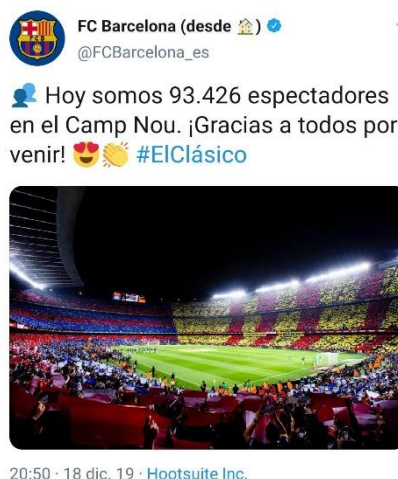 FC Barcelona (desde 🏠)
@FCBarcelona_es
👥 Hoy somos 93.426 espectadores
en el Camp Nou. ¡Gracias a todos por
venir! 😍👏 #ElClásico
20:50 · 18 dic. 19 · Hootsuite Inc.